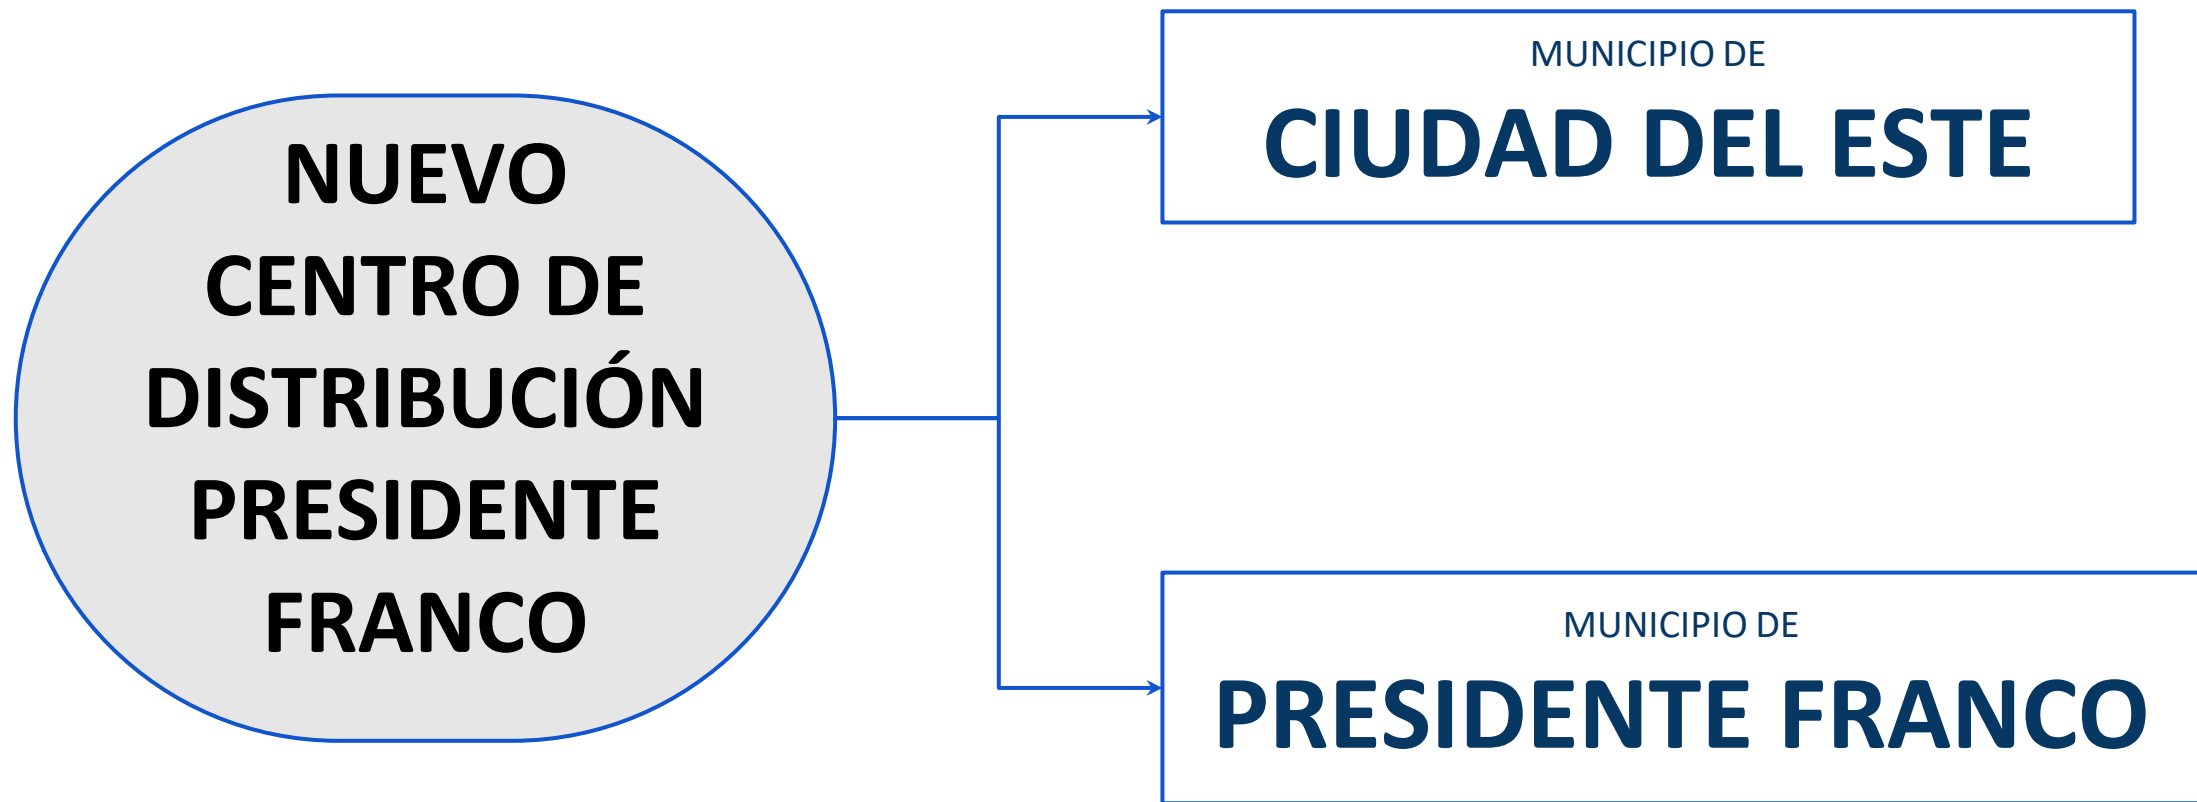 NUEVO
CENTRO DE
DISTRIBUCIÓN
PRESIDENTE
FRANCO
MUNICIPIO DE
CIUDAD DEL ESTE
MUNICIPIO DE
PRESIDENTE FRANCO